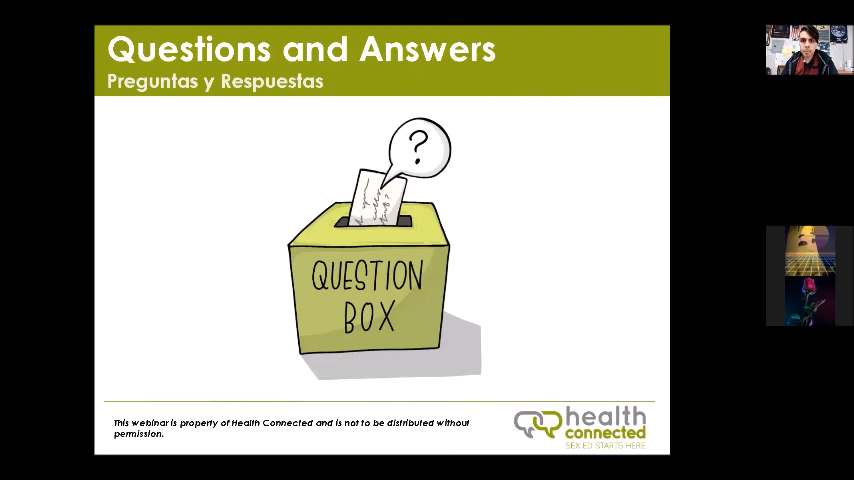 Questions and Answers
Preguntas y Respuestas
?
QUESTION
BOX
This webinar is property of Health Connected and is not to be distributed without
permission.
health
connected
SEX ED STARTS HERE